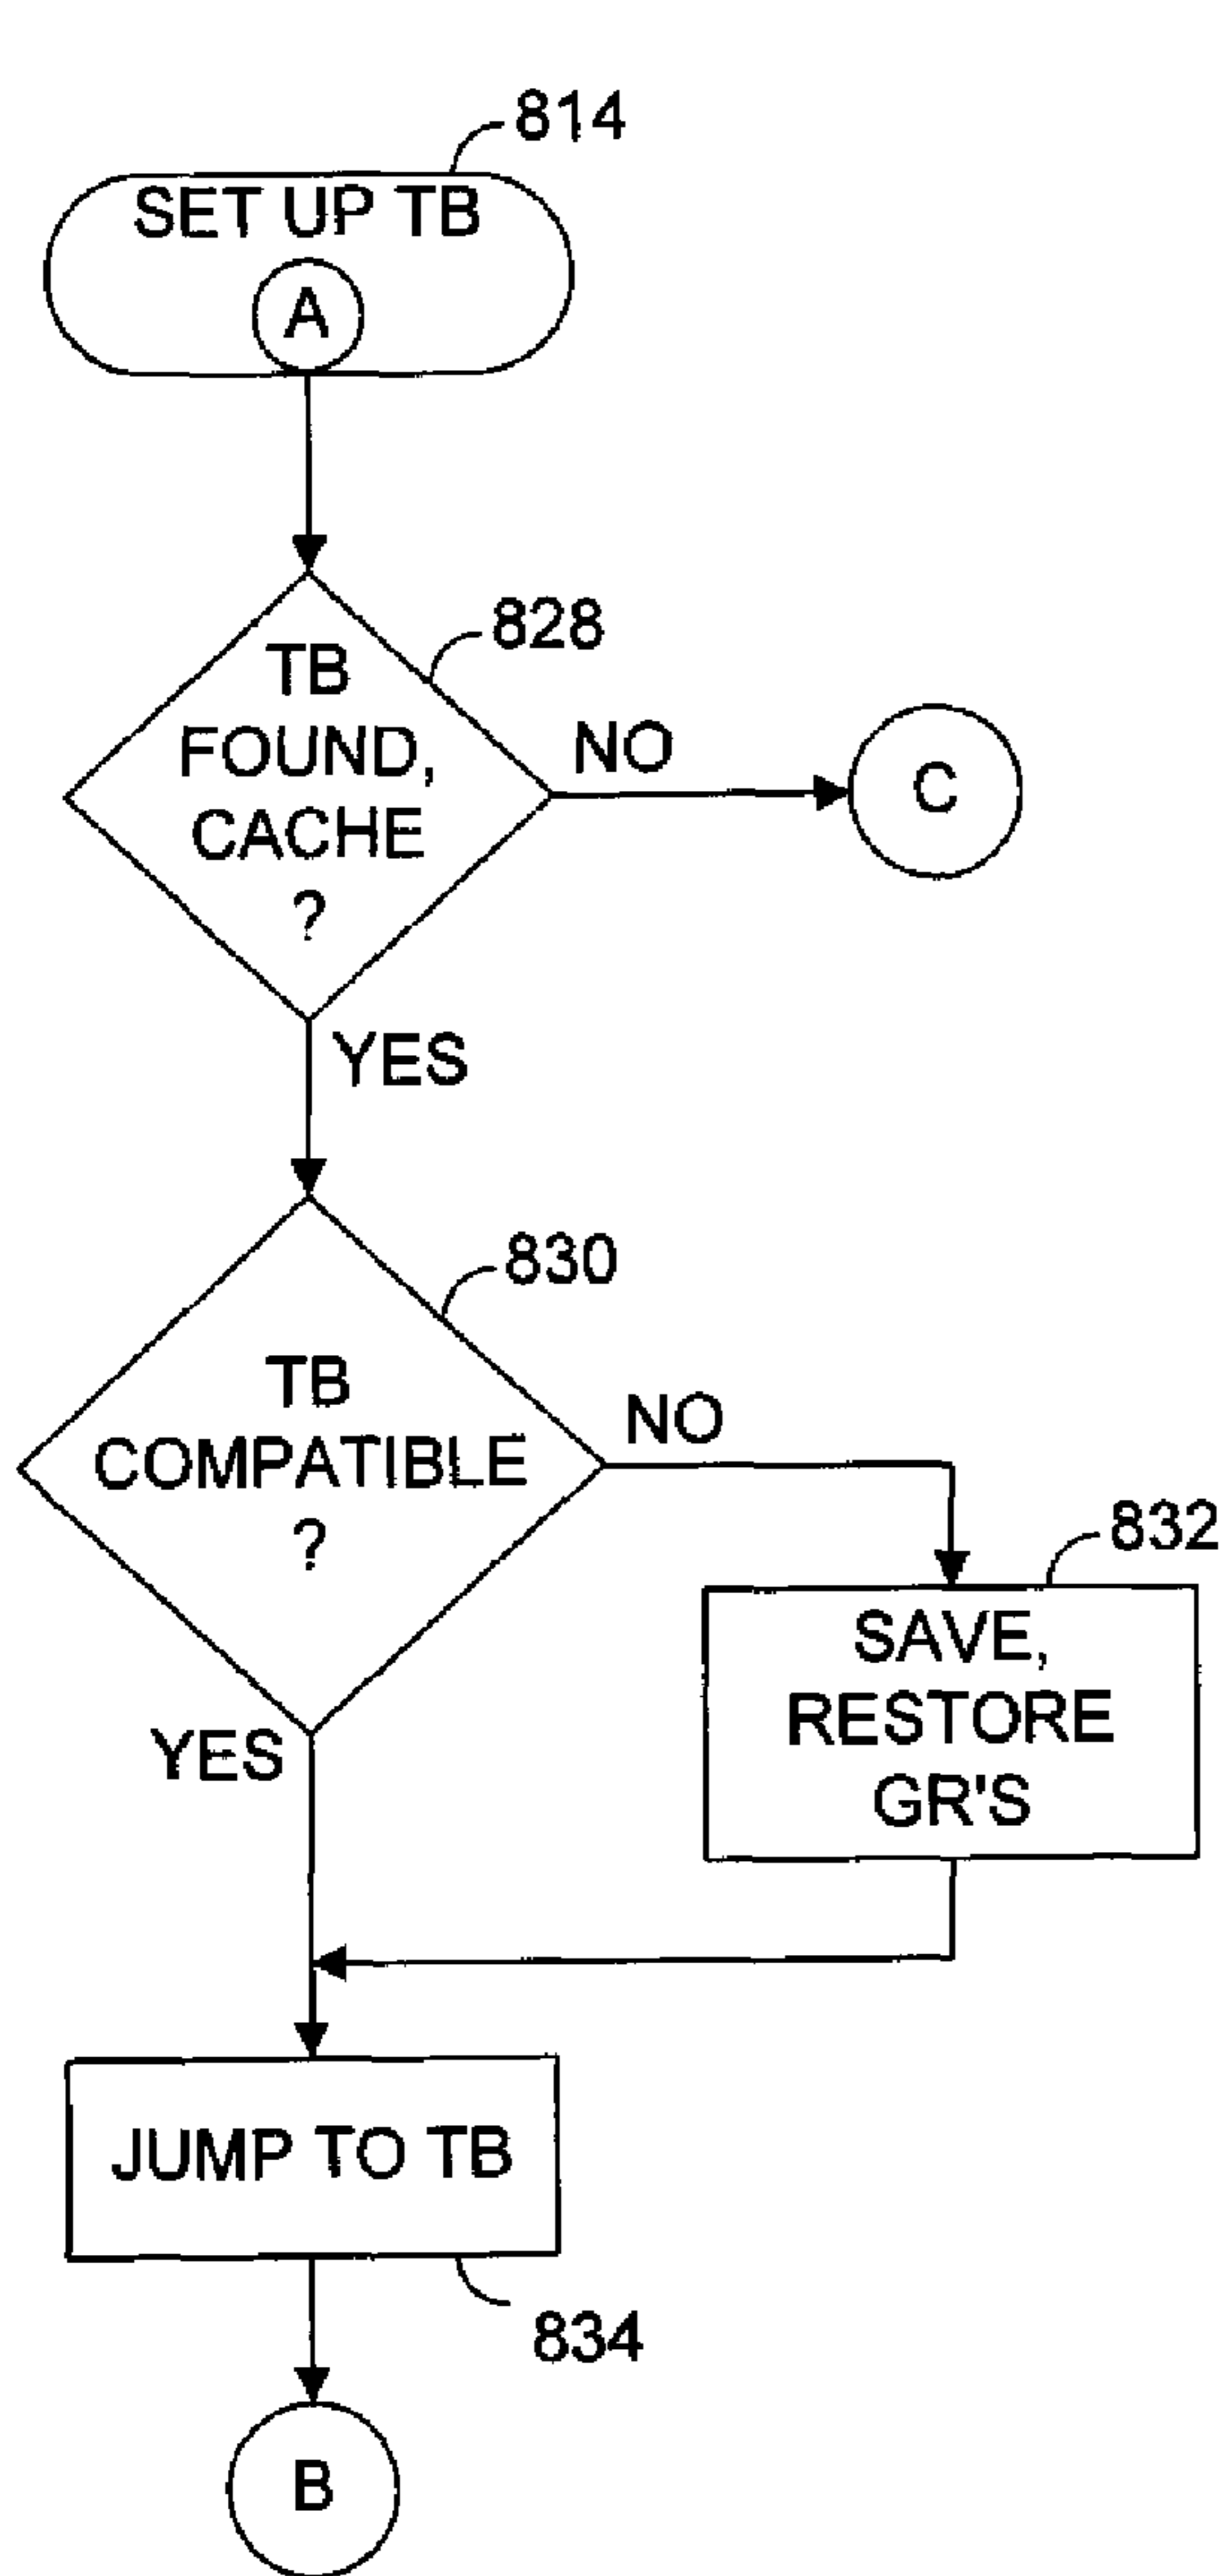 814
SET UP TB
A
828
TB
FOUND,
CACHE
?
NO
C
YES
830
TB
COMPATIBLE
?
NO
832
SAVE,
RESTORE
GR'S
YES
JUMP TO TB
834
B